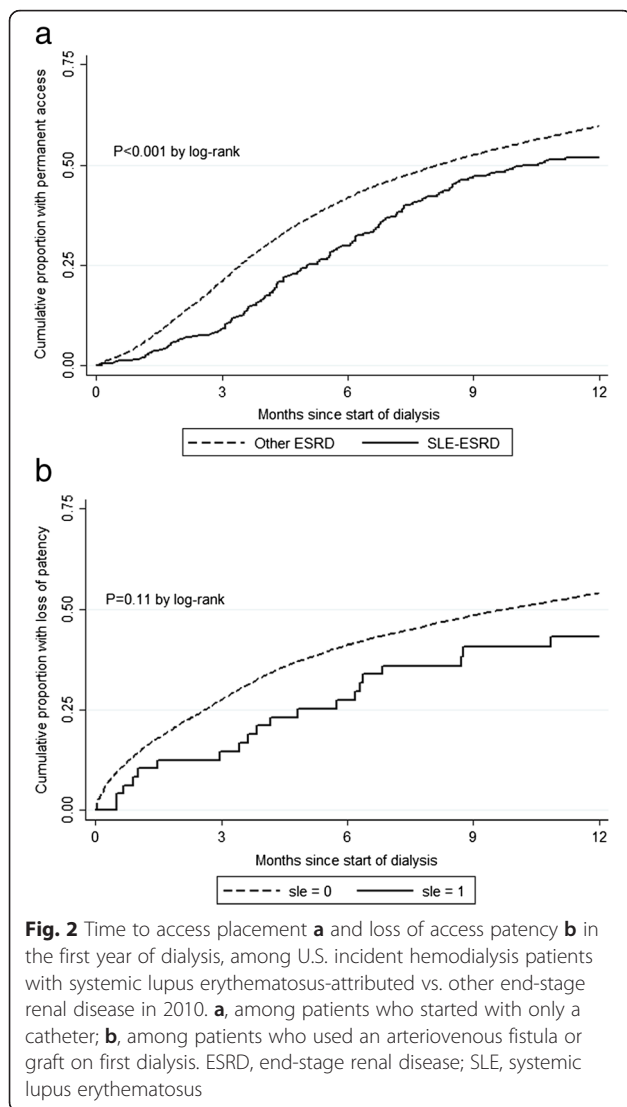 a
0.75
0.50
0.25
0.00
Cumulative proportion with permanent access
P<0.001 by log-rank
0 3 6 9 12
Months since start of dialysis
Other ESRD SLE-ESRD
b
0.75
0.50
0.25
0.00
Cumulative proportion with loss of patency
P=0.11 by log-rank
0 3 6 9 12
Months since start of dialysis
sle = 0 sle = 1
Fig. 2 Time to access placement a and loss of access patency b in
the first year of dialysis, among U.S. incident hemodialysis patients
with systemic lupus erythematosus-attributed vs. other end-stage
renal disease in 2010. a, among patients who started with only a
catheter; b, among patients who used an arteriovenous fistula or
graft on first dialysis. ESRD, end-stage renal disease; SLE, systemic
lupus erythematosus